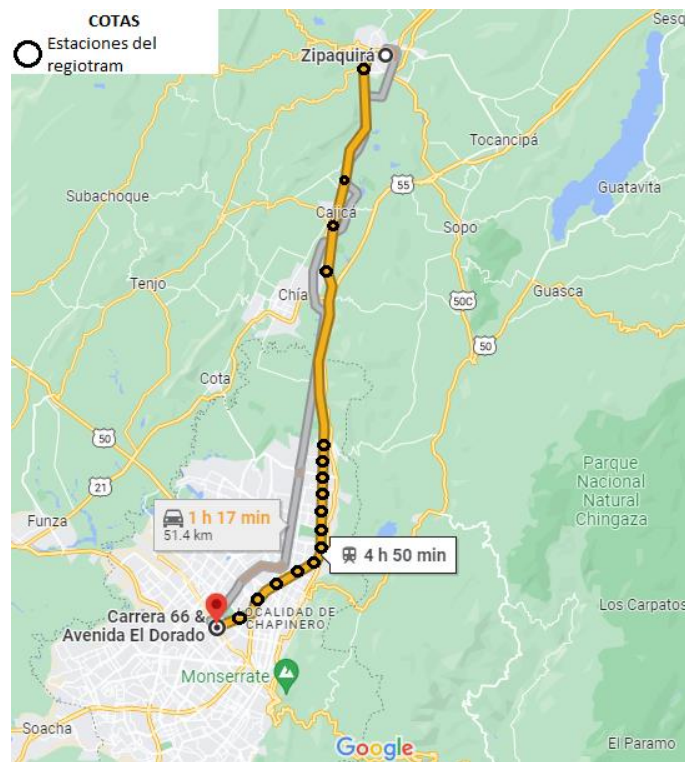 COTAS
Estaciones del
regiotram
Zipaquirá
Sesq
Tocancipá
Subachoque
55
Guatavita
Cajica
Sopo
Tenjo
Chía
Guasca
50C
50
Cota
50
21
Parque
Nacional
Natural
Chingaza
1 h 17 min
51.4 km
Funza
4 h 50 min
Los Carpatos
Carrera 66 &
Avenida El Dorado
LOCALIDAD DE
CHAPINERO
Monserrate
Soacha
Google
El Paramo